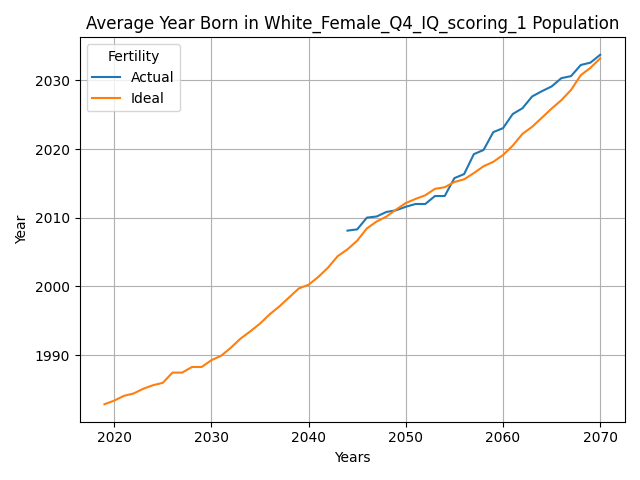 Average Year Born in White_Female_Q4_IQ_scoring_1 Population
Fertility
Actual
Ideal
2030
2020
2010
2000
1990
Year
2020 2030 2040 2050 2060 2070
Years